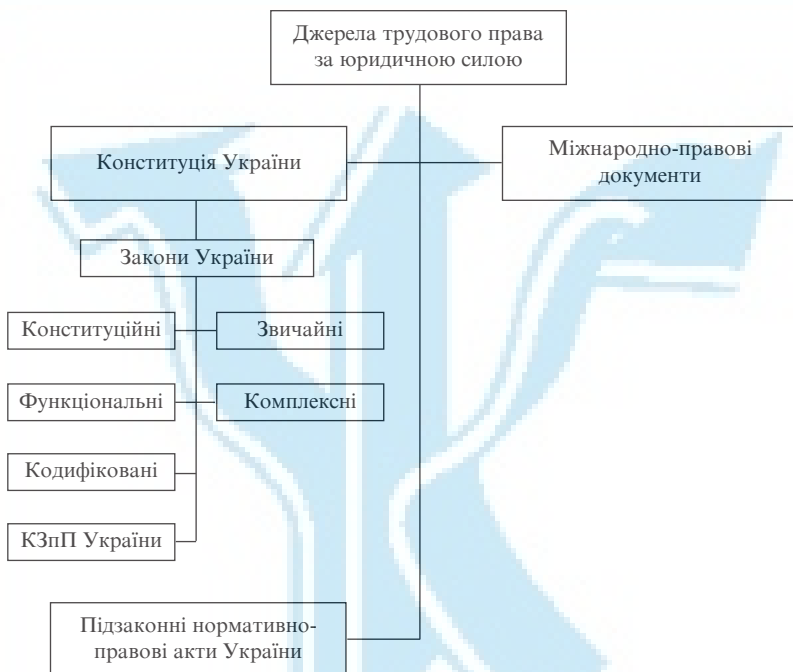 Джерела трудового права
за юридичною силою
Конституція України
Міжнародно-правові
документи
Закони України
Конституційні
Звичайні
Функціональні
Комплексні
Кодифіковані
КЗпП України
Підзаконні нормативно-
правові акти України